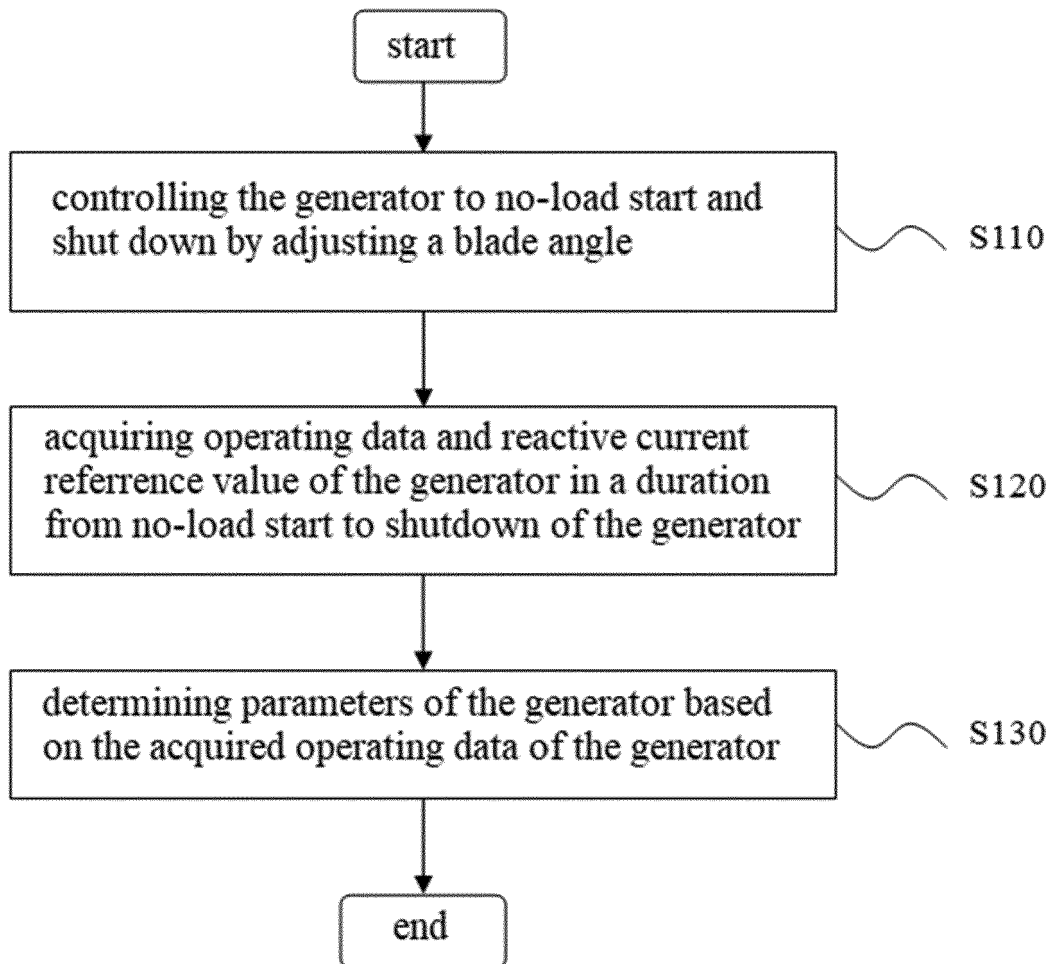 start
controlling the generator to no-load start and
shut down by adjusting a blade angle
S110
acquiring operating data and reactive current
referrence value of the generator in a duration
from no-load start to shutdown of the generator
S120
determining parameters of the generator based
on the acquired operating data of the generator
S130
end